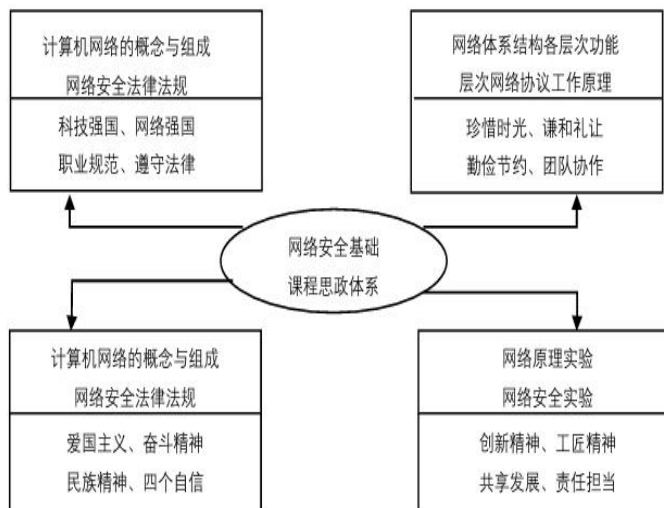 计算机网络的概念与组成
网络安全法律法规
科技强国、网络强国
职业规范、遵守法律
网络体系结构各层次功能
层次网络协议工作原理
珍惜时光、谦和礼让
勤俭节约、团队协作
网络安全基础
课程思政体系
计算机网络的概念与组成
网络安全法律法规
爱国主义、奋斗精神
民族精神、四个自信
网络原理实验
网络安全实验
创新精神、工匠精神
共享发展、责任担当